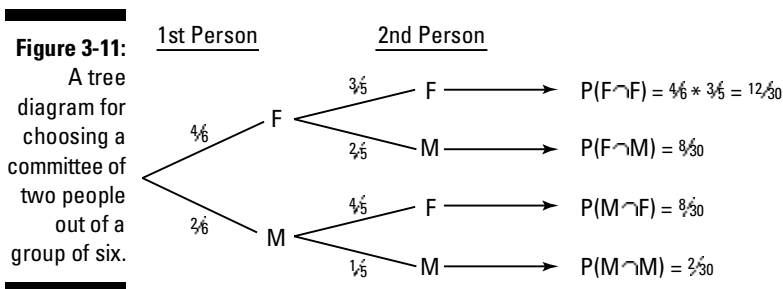 Figure 3-11:
A tree
diagram for
choosing a
committee of
two people
out of a
group of six.
1st Person 2nd Person
3/5 F P(F∩F) = 4/6 * 3/5 = 12/30
4/6 F
2/5 M P(F∩M) = 8/30
4/5 F P(M∩F) = 8/30
2/6 M
1/5 M P(M∩M) = 2/30